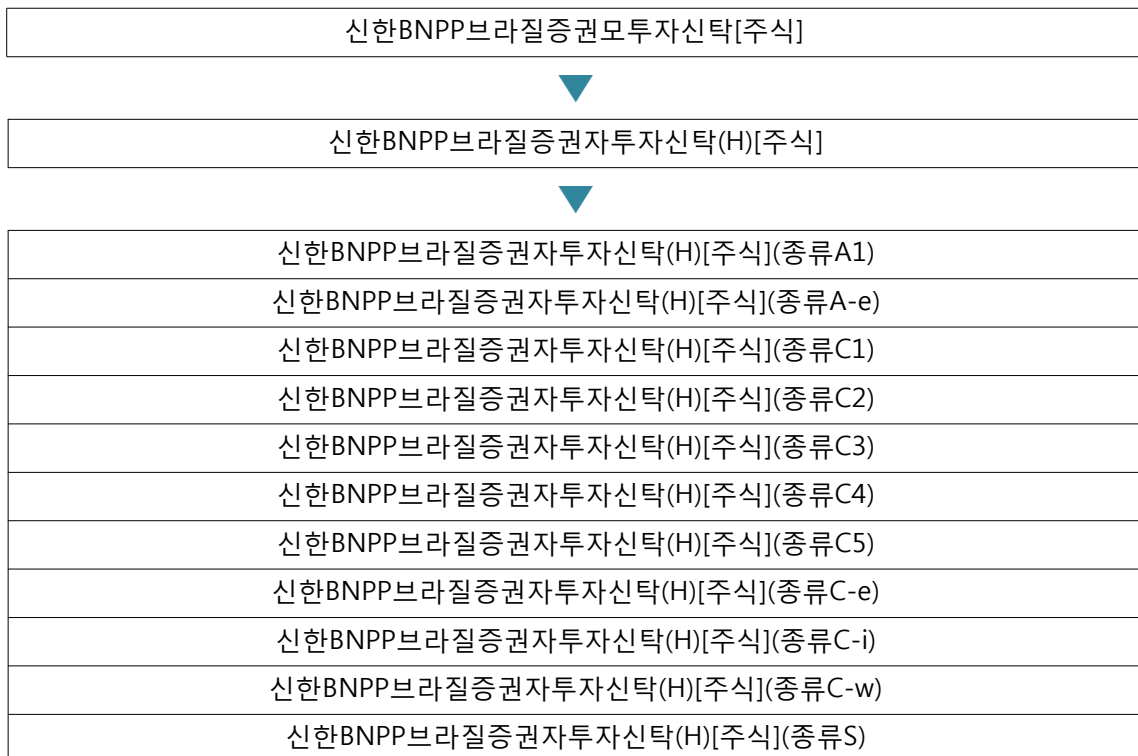 신한BNPP브라질증권모투자신탁[주식]
신한BNPP브라질증권자투자신탁(H)[주식]
신한BNPP브라질증권자투자신탁(H)[주식](종류A1)
신한BNPP브라질증권자투자신탁(H)[주식](종류A-e)
신한BNPP브라질증권자투자신탁(H)[주식](종류C1)
신한BNPP브라질증권자투자신탁(H)[주식](종류C2)
신한BNPP브라질증권자투자신탁(H)[주식](종류C3)
신한BNPP브라질증권자투자신탁(H)[주식](종류C4)
신한BNPP브라질증권자투자신탁(H)[주식](종류C5)
신한BNPP브라질증권자투자신탁(H)[주식](종류C-e)
신한BNPP브라질증권자투자신탁(H)[주식](종류C-i)
신한BNPP브라질증권자투자신탁(H)[주식](종류C-w)
신한BNPP브라질증권자투자신탁(H)[주식](종류S)